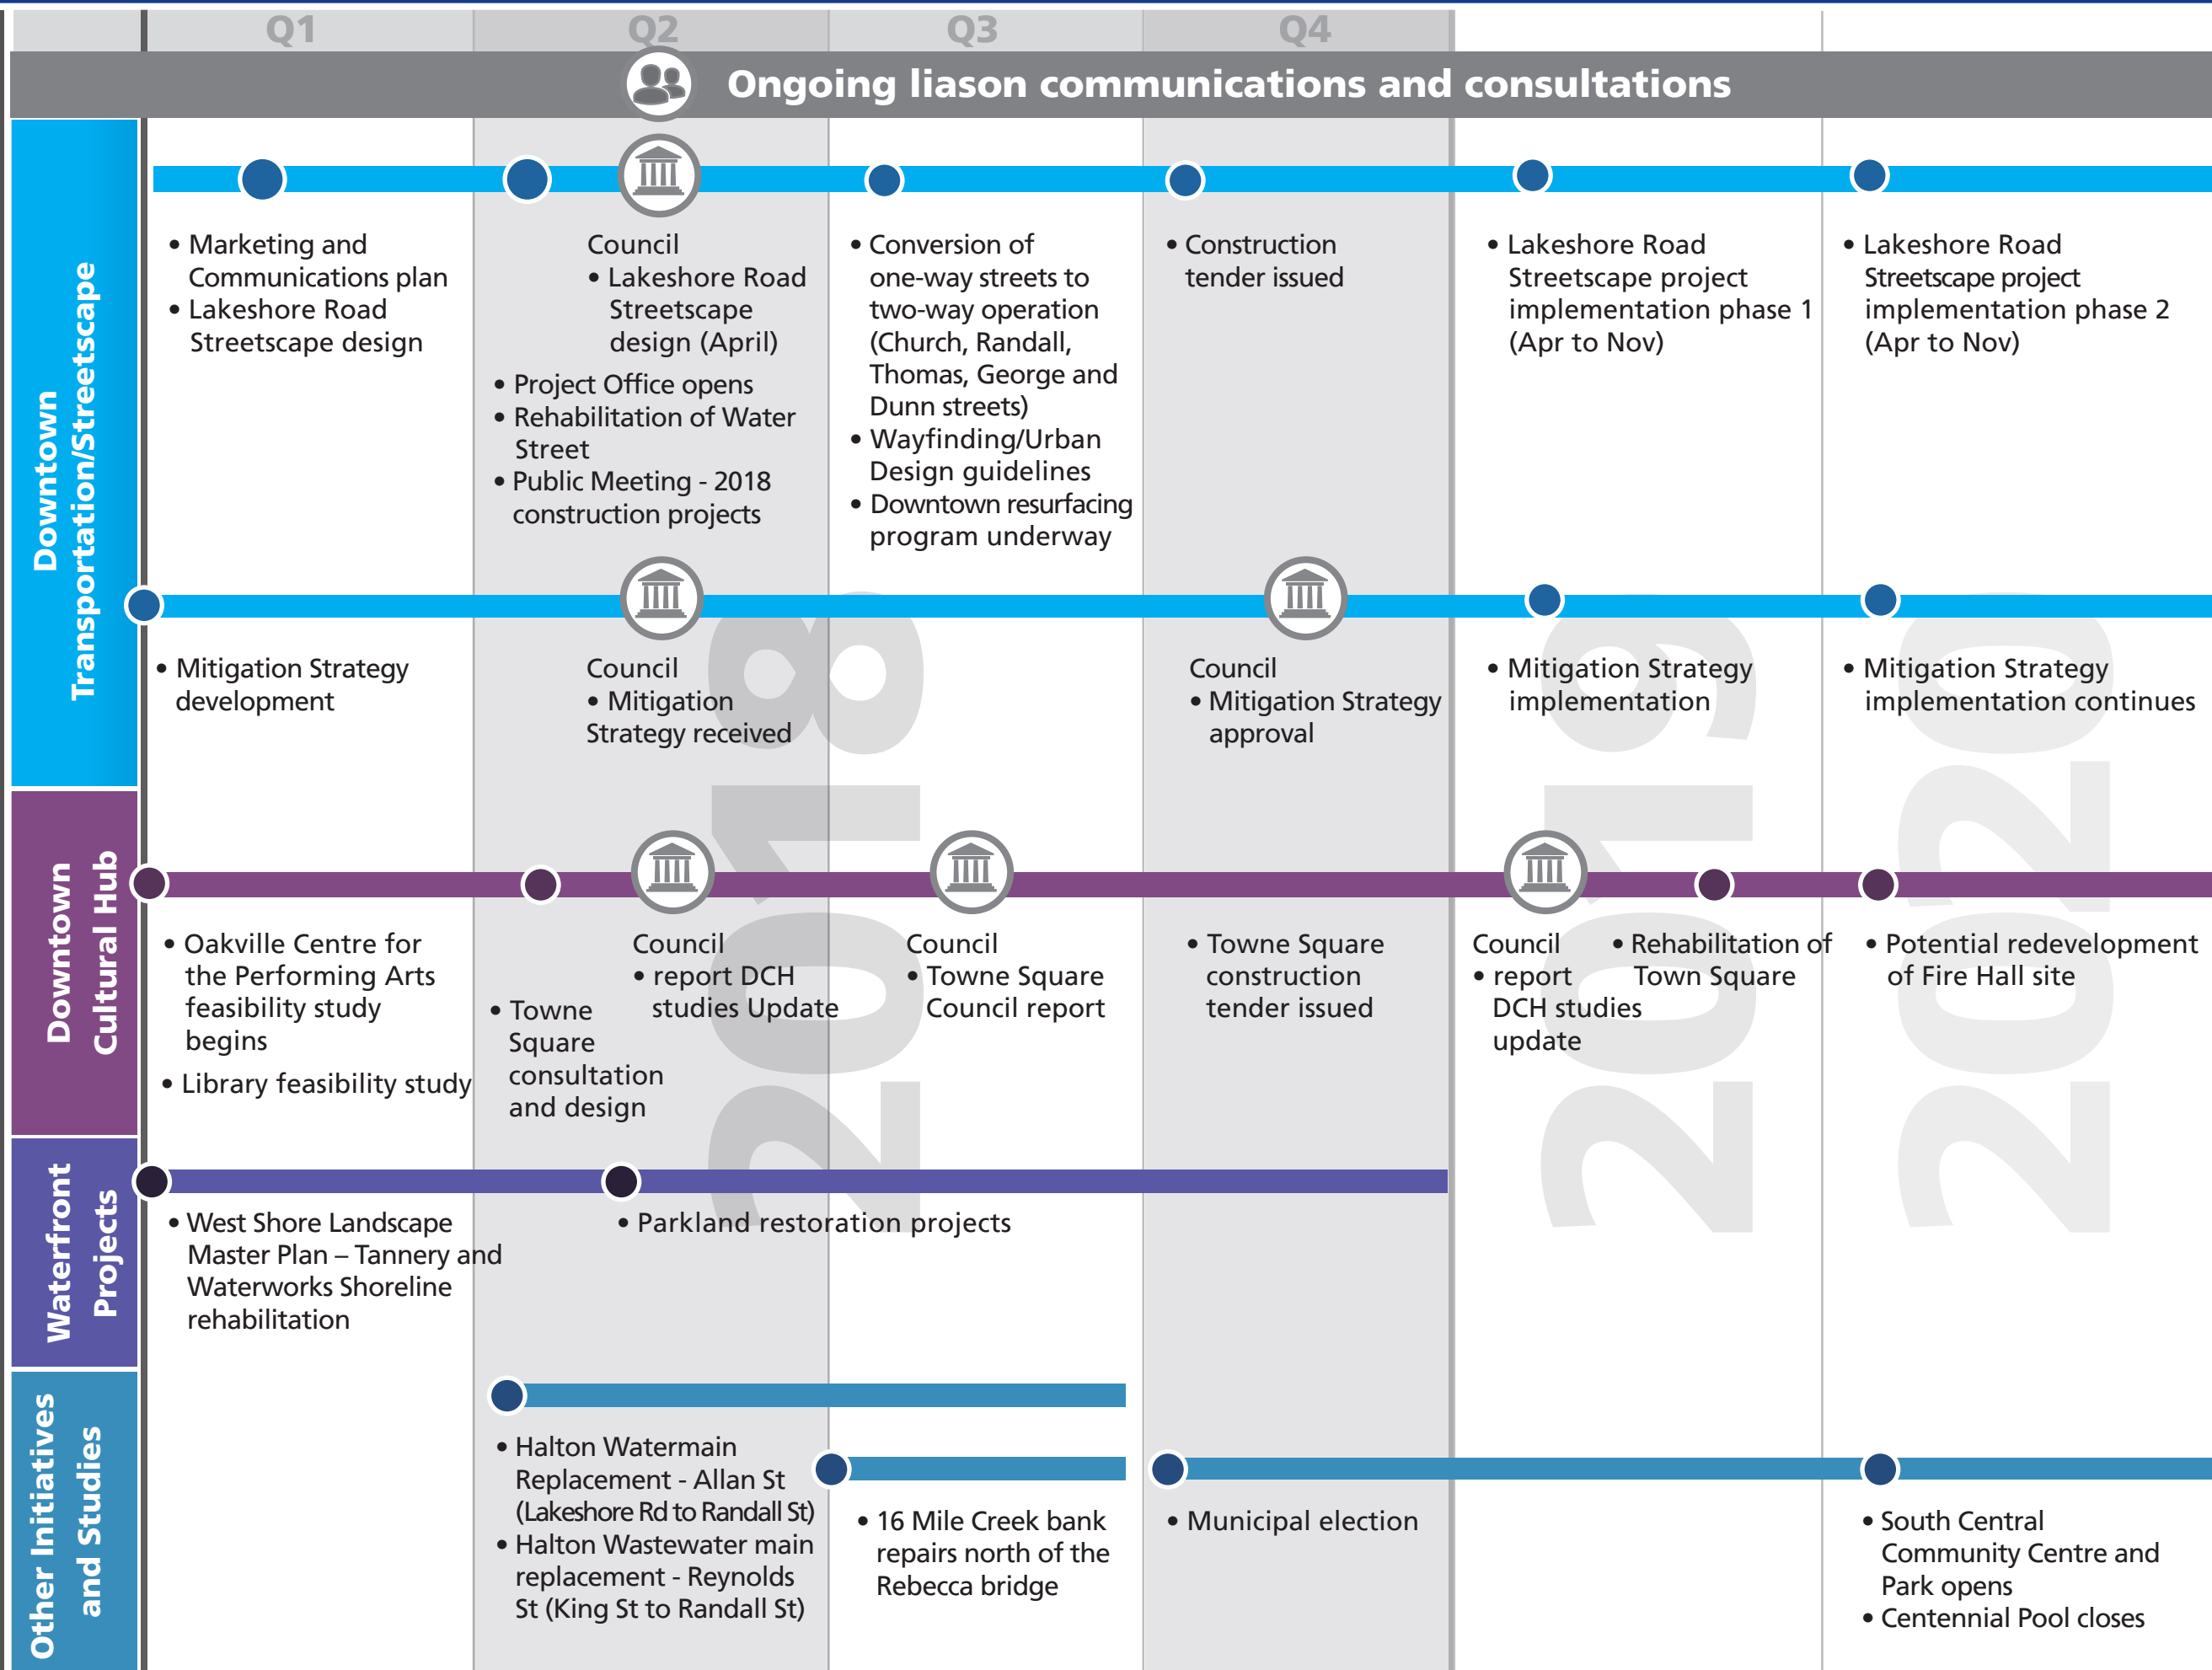 Q1
Q2
Q3
Q4
Ongoing liason communications and consultations
Downtown
Transportation/Streetscape
• Marketing and
Communications plan
• Lakeshore Road
Streetscape design
Council
• Lakeshore Road
Streetscape
design (April)
• Project Office opens
• Rehabilitation of Water
Street
• Public Meeting - 2018
construction projects
• Conversion of
one-way streets to
two-way operation
(Church, Randall,
Thomas, George and
Dunn streets)
• Wayfinding/Urban
Design guidelines
• Downtown resurfacing
program underway
• Construction
tender issued
• Lakeshore Road
Streetscape project
implementation phase 1
(Apr to Nov)
• Lakeshore Road
Streetscape project
implementation phase 2
(Apr to Nov)
• Mitigation Strategy
development
Council
• Mitigation
Strategy received
Council
• Mitigation Strategy
approval
• Mitigation Strategy
implementation
• Mitigation Strategy
implementation continues
2018
2019
2020
Downtown
Cultural Hub
• Oakville Centre for
the Performing Arts
feasibility study
begins
• Library feasibility study
• Towne
Square
consultation
and design
Council
• report DCH
studies Update
Council
• Towne Square
Council report
• Towne Square
construction
tender issued
Council
• report
DCH studies
update
• Rehabilitation of
Town Square
• Potential redevelopment
of Fire Hall site
Waterfront
Projects
• West Shore Landscape
Master Plan – Tannery and
Waterworks Shoreline
rehabilitation
• Parkland restoration projects
Other Initiatives
and Studies
• Halton Watermain
Replacement - Allan St
(Lakeshore Rd to Randall St)
• Halton Wastewater main
replacement - Reynolds
St (King St to Randall St)
• 16 Mile Creek bank
repairs north of the
Rebecca bridge
• Municipal election
• South Central
Community Centre and
Park opens
• Centennial Pool closes